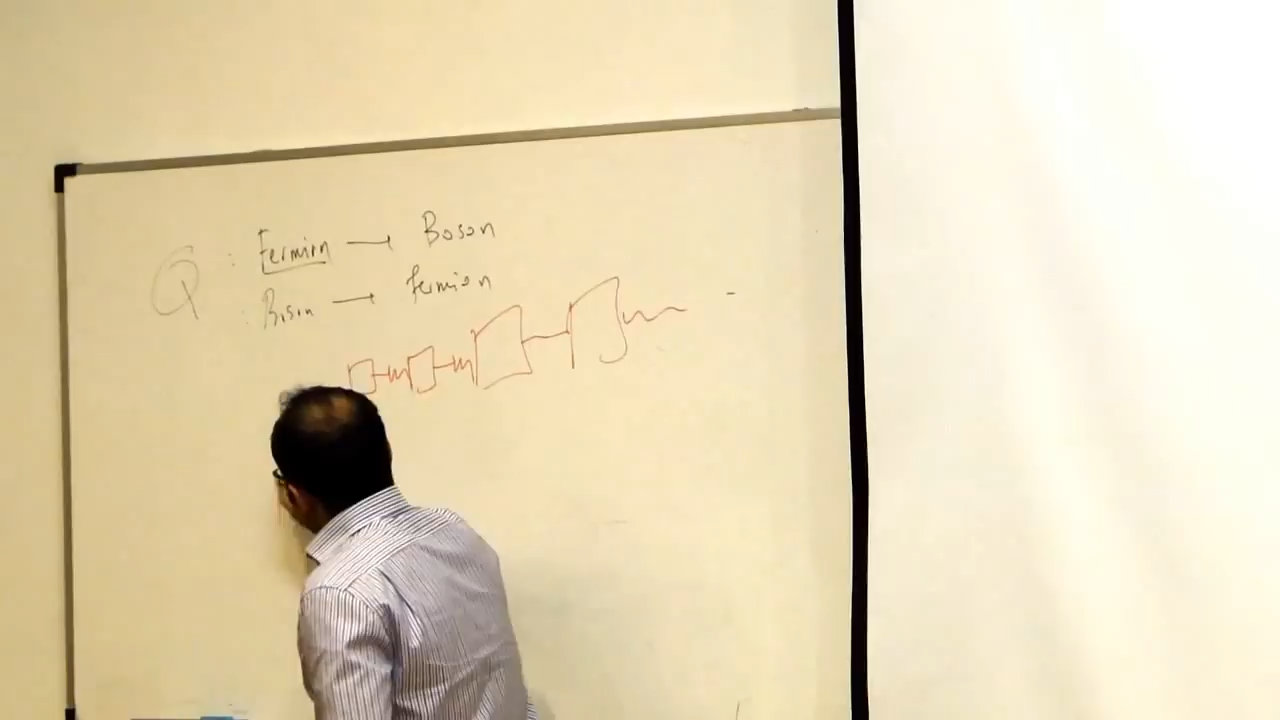 Q : Fermion → Boson
: Boson → fermion